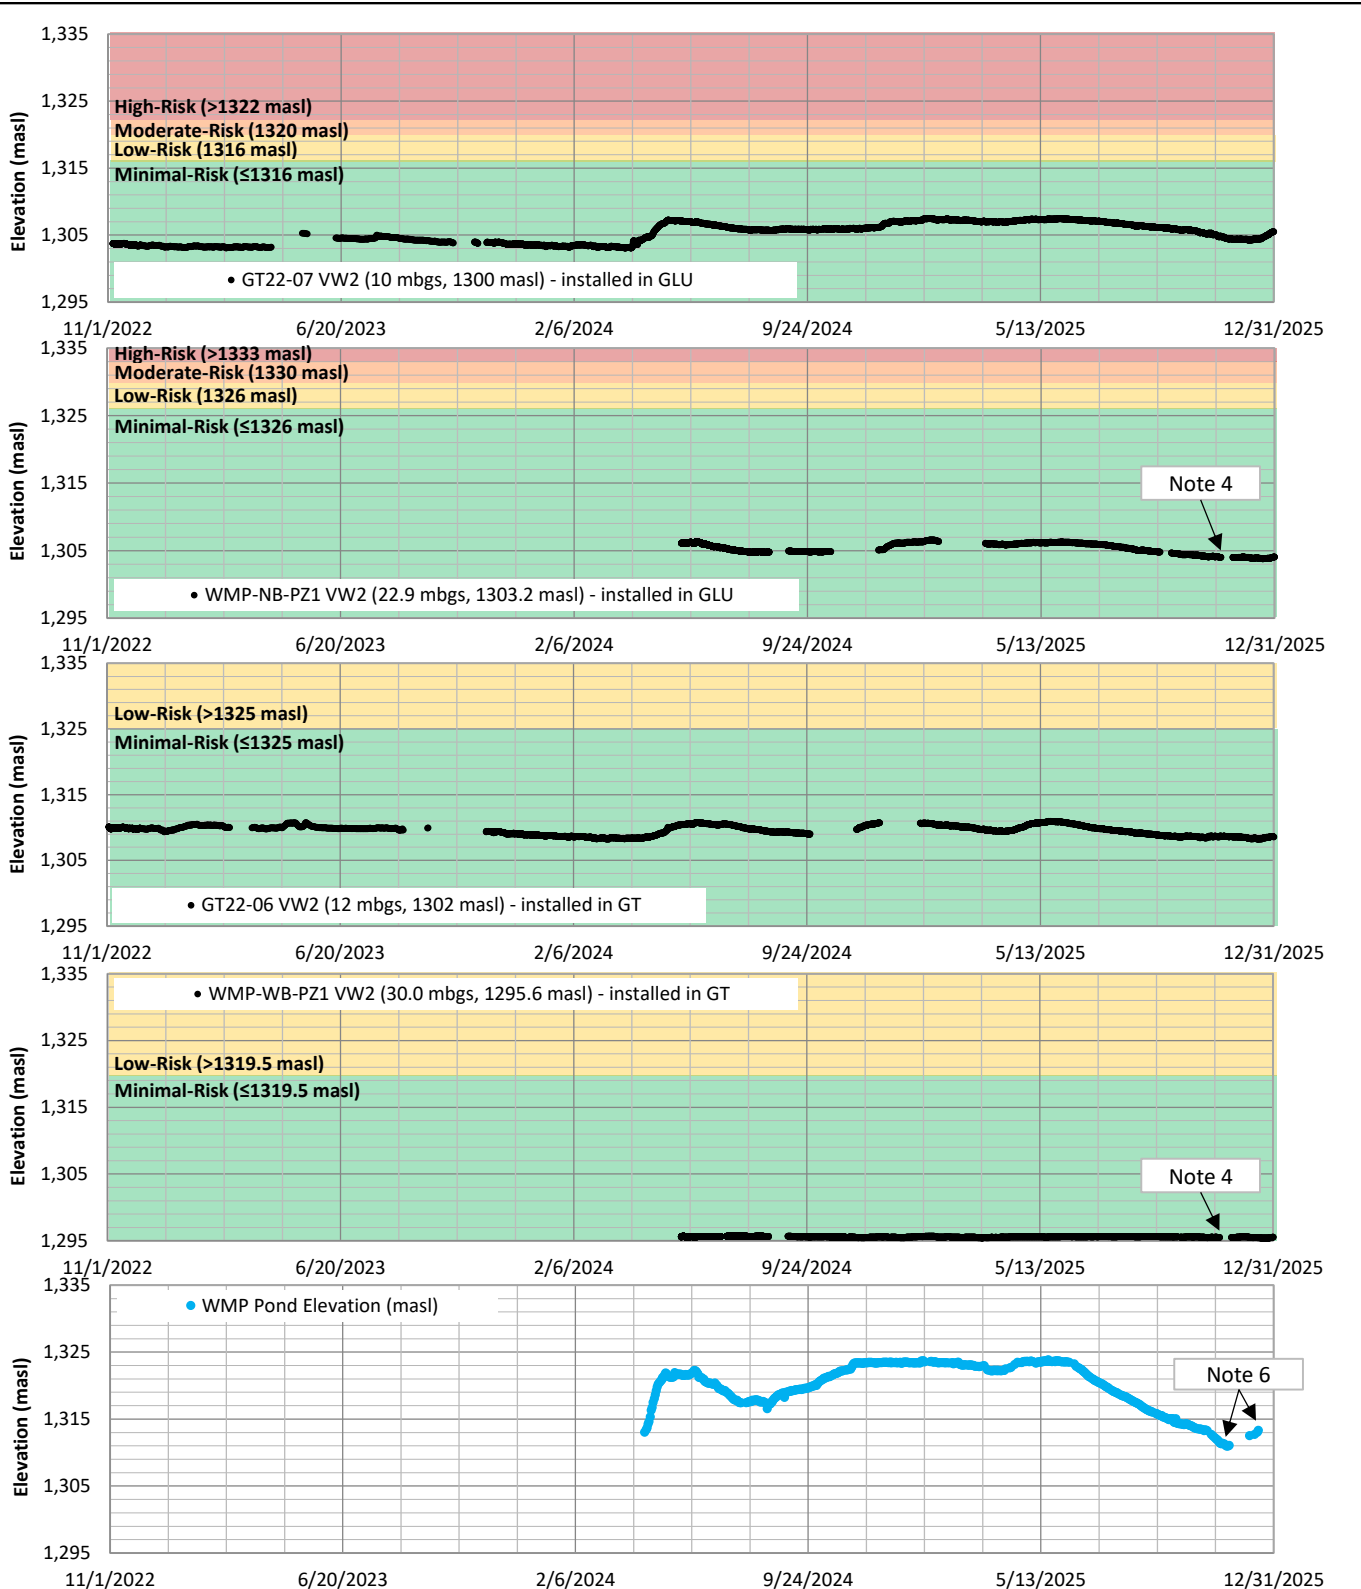 1,335
1,325
1,315
1,305
1,295
Elevation (masl)
High-Risk (>1322 masl)
Moderate-Risk (1320 masl)
Low-Risk (1316 masl)
Minimal-Risk (≤1316 masl)
GT22-07 VW2 (10 mbgs, 1300 masl) - installed in GLU
11/1/2022 6/20/2023 2/6/2024 9/24/2024 5/13/2025 12/31/2025
1,335
1,325
1,315
1,305
1,295
Elevation (masl)
High-Risk (>1333 masl)
Moderate-Risk (1330 masl)
Low-Risk (1326 masl)
Minimal-Risk (≤1326 masl)
Note 4
WMP-NB-PZ1 VW2 (22.9 mbgs, 1303.2 masl) - installed in GLU
11/1/2022 6/20/2023 2/6/2024 9/24/2024 5/13/2025 12/31/2025
1,335
1,325
1,315
1,305
1,295
Elevation (masl)
Low-Risk (>1325 masl)
Minimal-Risk (≤1325 masl)
GT22-06 VW2 (12 mbgs, 1302 masl) - installed in GT
11/1/2022 6/20/2023 2/6/2024 9/24/2024 5/13/2025 12/31/2025
1,335
1,325
1,315
1,305
1,295
Elevation (masl)
WMP-WB-PZ1 VW2 (30.0 mbgs, 1295.6 masl) - installed in GT
Low-Risk (>1319.5 masl)
Minimal-Risk (≤1319.5 masl)
Note 4
11/1/2022 6/20/2023 2/6/2024 9/24/2024 5/13/2025 12/31/2025
1,335
1,325
1,315
1,305
1,295
Elevation (masl)
WMP Pond Elevation (masl)
Note 6
11/1/2022 6/20/2023 2/6/2024 9/24/2024 5/13/2025 12/31/2025